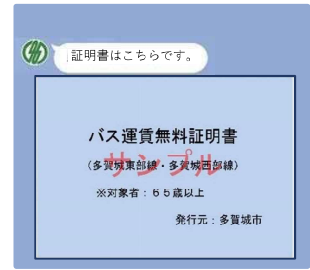 証明書はこちらです。
バス運賃無料証明書
(多賀城東部線・多賀城西部線)
サンプル
※対象者：65歳以上
発行元：多賀城市